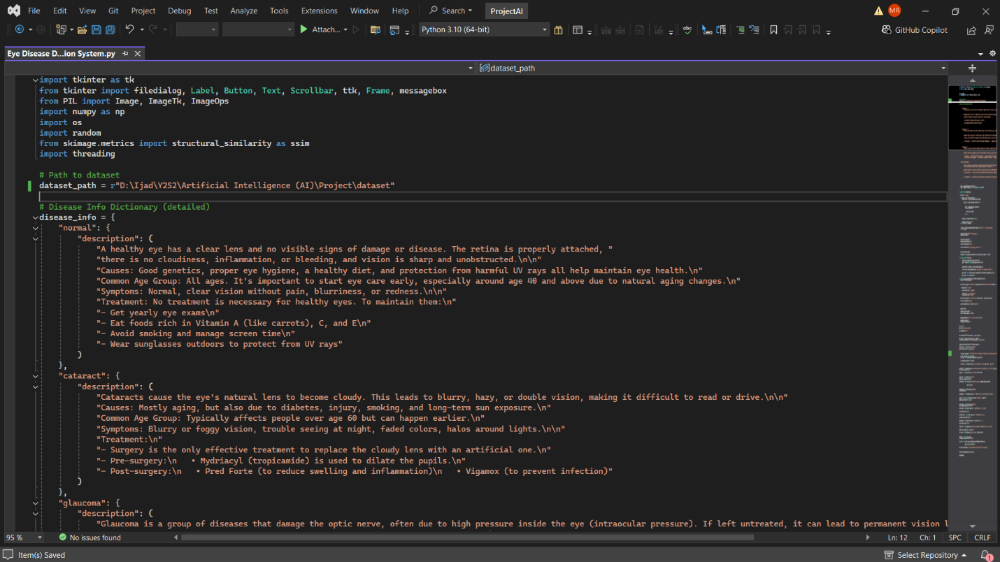 File Edit View Git Project Debug Test Analyze Tools Extensions Window Help Search ProjectAI MR
Attach... Python 3.10 (64-bit) abc GitHub Copilot
Eye Disease D...ion System.py
dataset_path
import tkinter as tk
from tkinter import filedialog, Label, Button, Text, Scrollbar, ttk, Frame, messagebox
from PIL import Image, ImageTk, ImageOps
import numpy as np
import os
import random
from skimage.metrics import structural_similarity as ssim
import threading
# Path to dataset
dataset_path = r"D:\Ijad\Y2S2\Artificial Intelligence (AI)\Project\dataset"
# Disease Info Dictionary (detailed)
disease_info = {
"normal": {
"description": (
"A healthy eye has a clear lens and no visible signs of damage or disease. The retina is properly attached, "
"there is no cloudiness, inflammation, or bleeding, and vision is sharp and unobstructed.\n\n"
"Causes: Good genetics, proper eye hygiene, a healthy diet, and protection from harmful UV rays all help maintain eye health.\n"
"Common Age Group: All ages. It's important to start eye care early, especially around age 40 and above due to natural aging changes.\n"
"Symptoms: Normal, clear vision without pain, blurriness, or redness.\n\n"
"Treatment: No treatment is necessary for healthy eyes. To maintain them:\n"
"- Get yearly eye exams\n"
"- Eat foods rich in Vitamin A (like carrots), C, and E\n"
"- Avoid smoking and manage screen time\n"
"- Wear sunglasses outdoors to protect from UV rays"
)
},
"cataract": {
"description": (
"Cataracts cause the eye’s natural lens to become cloudy. This leads to blurry, hazy, or double vision, making it difficult to read or drive.\n\n"
"Causes: Mostly aging, but also due to diabetes, injury, smoking, and long-term sun exposure.\n"
"Common Age Group: Typically affects people over age 60 but can happen earlier.\n"
"Symptoms: Blurry or foggy vision, trouble seeing at night, faded colors, halos around lights.\n\n"
"Treatment:\n"
"- Surgery is the only effective treatment to replace the cloudy lens with an artificial one.\n"
"- Pre-surgery:\n   • Mydriacyl (tropicamide) is used to dilate the pupils.\n"
"- Post-surgery:\n   • Pred Forte (to reduce swelling and inflammation)\n   • Vigamox (to prevent infection)"
)
},
"glaucoma": {
"description": (
"Glaucoma is a group of diseases that damage the optic nerve, often due to high pressure inside the eye (intraocular pressure). If left untreated, it can lead to permanent vision l
95 % No issues found Ln: 12 Ch: 1 SPC CRLF
Item(s) Saved Select Repository 1